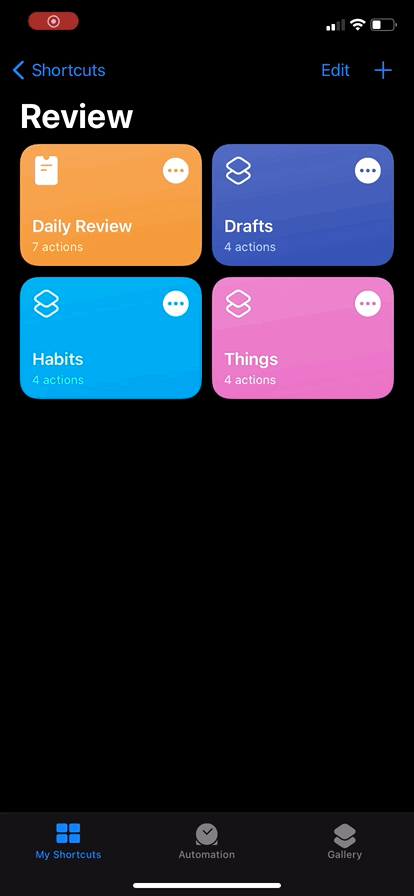 Shortcuts
Edit
Review
Daily Review
7 actions
Drafts
4 actions
Habits
4 actions
Things
4 actions
My Shortcuts
Automation
Gallery